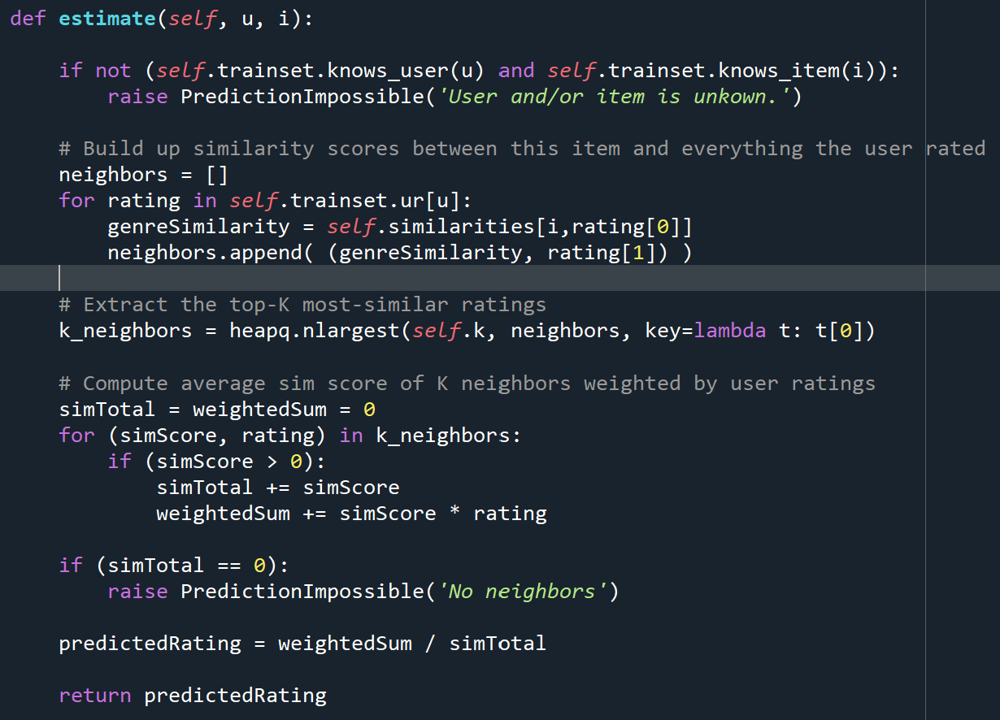 def estimate(self, u, i):
if not (self.trainset.knows_user(u) and self.trainset.knows_item(i)):
raise PredictionImpossible('User and/or item is unkown.')
# Build up similarity scores between this item and everything the user rated
neighbors = []
for rating in self.trainset.ur[u]:
genreSimilarity = self.similarities[i,rating[0]]
neighbors.append( (genreSimilarity, rating[1]) )
# Extract the top-K most-similar ratings
k_neighbors = heapq.nlargest(self.k, neighbors, key=lambda t: t[0])
# Compute average sim score of K neighbors weighted by user ratings
simTotal = weightedSum = 0
for (simScore, rating) in k_neighbors:
if (simScore > 0):
simTotal += simScore
weightedSum += simScore * rating
if (simTotal == 0):
raise PredictionImpossible('No neighbors')
predictedRating = weightedSum / simTotal
return predictedRating